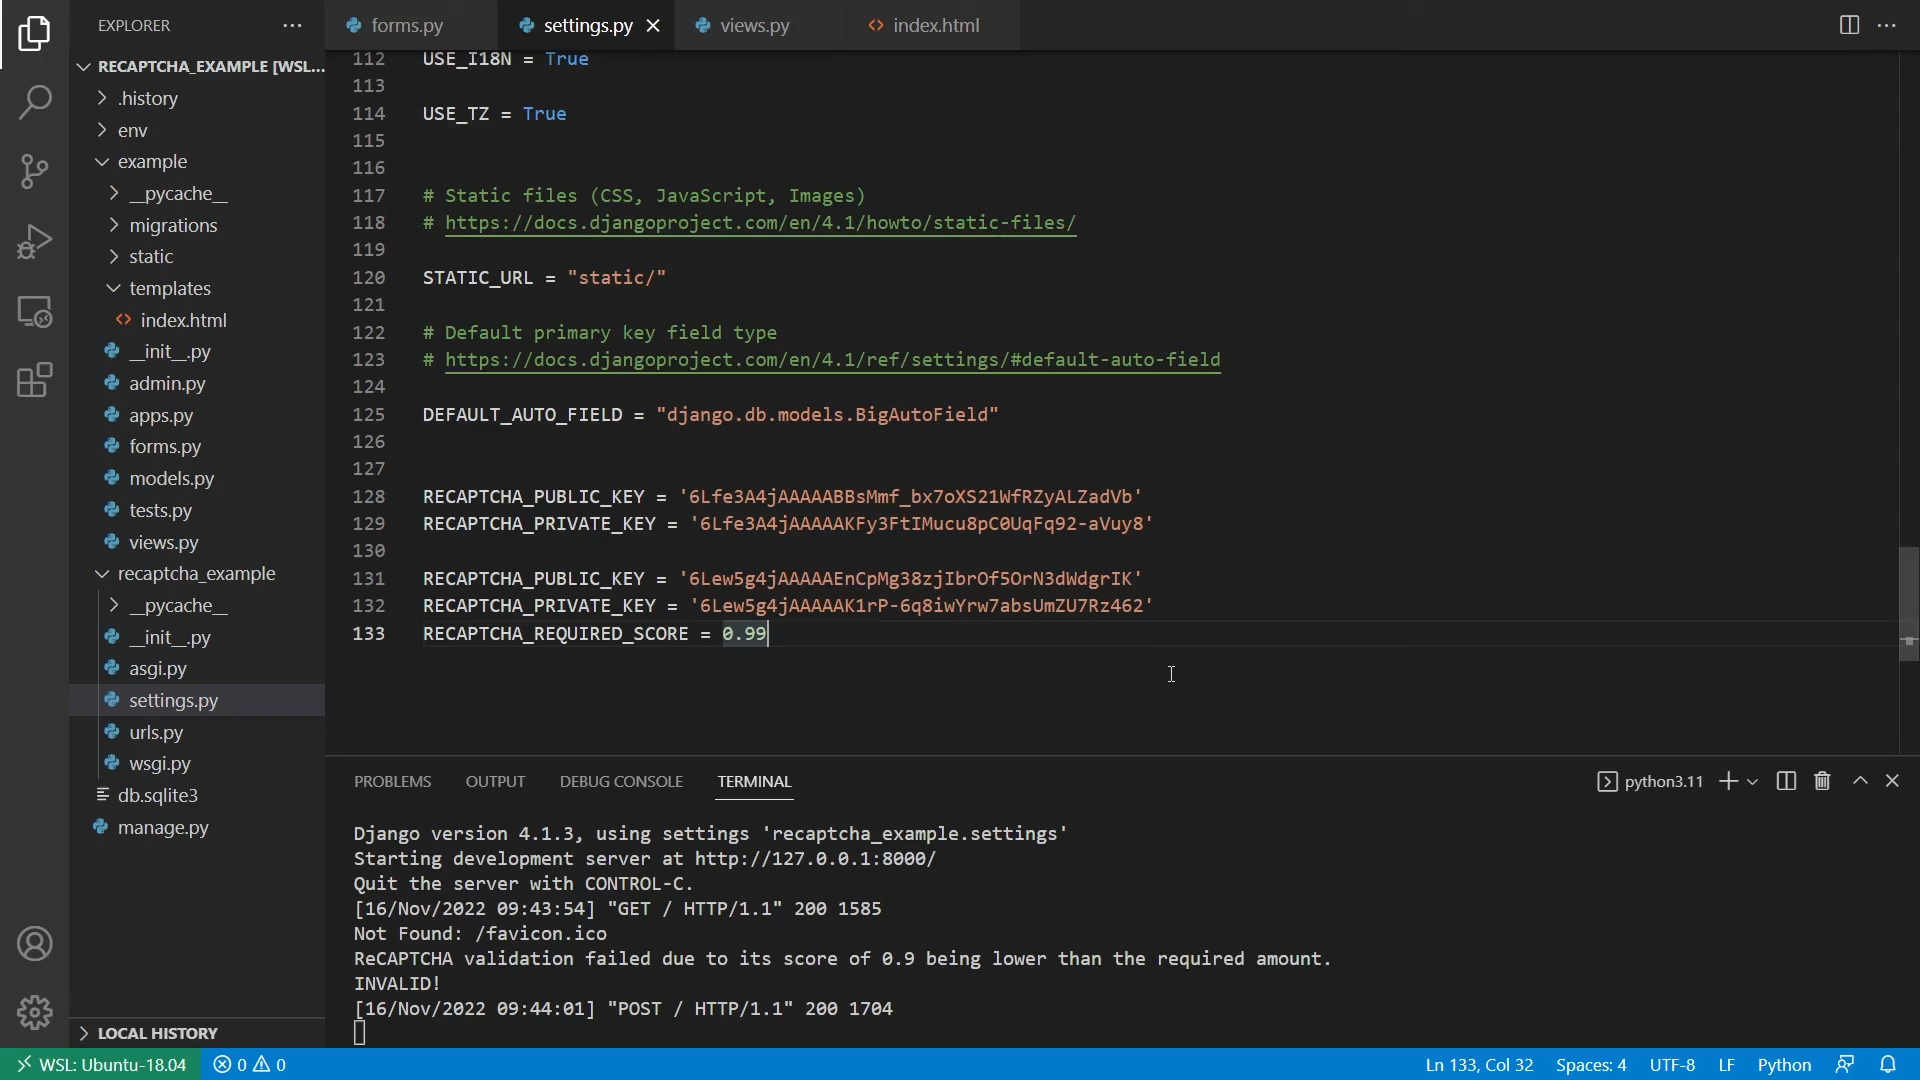 EXPLORER
RECAPTCHA_EXAMPLE [WSL...
.history
env
example
__pycache__
migrations
static
templates
index.html
__init__.py
admin.py
apps.py
forms.py
models.py
tests.py
views.py
recaptcha_example
__pycache__
__init__.py
asgi.py
settings.py
urls.py
wsgi.py
db.sqlite3
manage.py
LOCAL HISTORY
forms.py settings.py views.py index.html
112 USE_I18N = True
113
114 USE_TZ = True
115
116
117 # Static files (CSS, JavaScript, Images)
118 # https://docs.djangoproject.com/en/4.1/howto/static-files/
119
120 STATIC_URL = "static/"
121
122 # Default primary key field type
123 # https://docs.djangoproject.com/en/4.1/ref/settings/#default-auto-field
124
125 DEFAULT_AUTO_FIELD = "django.db.models.BigAutoField"
126
127
128 RECAPTCHA_PUBLIC_KEY = '6Lfe3A4jAAAAABBsMmf_bx7oXS21WfRZyALZadVb'
129 RECAPTCHA_PRIVATE_KEY = '6Lfe3A4jAAAAAKFy3FtIMucu8pC0UqFq92-aVuy8'
130
131 RECAPTCHA_PUBLIC_KEY = '6Lew5g4jAAAAAEnCpMg38zjIbrOf5OrN3dWdgrIK'
132 RECAPTCHA_PRIVATE_KEY = '6Lew5g4jAAAAAK1rP-6q8iwYrw7absUmZU7Rz462'
133 RECAPTCHA_REQUIRED_SCORE = 0.99
PROBLEMS OUTPUT DEBUG CONSOLE TERMINAL python3.11
Django version 4.1.3, using settings 'recaptcha_example.settings'
Starting development server at http://127.0.0.1:8000/
Quit the server with CONTROL-C.
[16/Nov/2022 09:43:54] "GET / HTTP/1.1" 200 1585
Not Found: /favicon.ico
ReCAPTCHA validation failed due to its score of 0.9 being lower than the required amount.
INVALID!
[16/Nov/2022 09:44:01] "POST / HTTP/1.1" 200 1704
WSL: Ubuntu-18.04 0 0 Ln 133, Col 32 Spaces: 4 UTF-8 LF Python